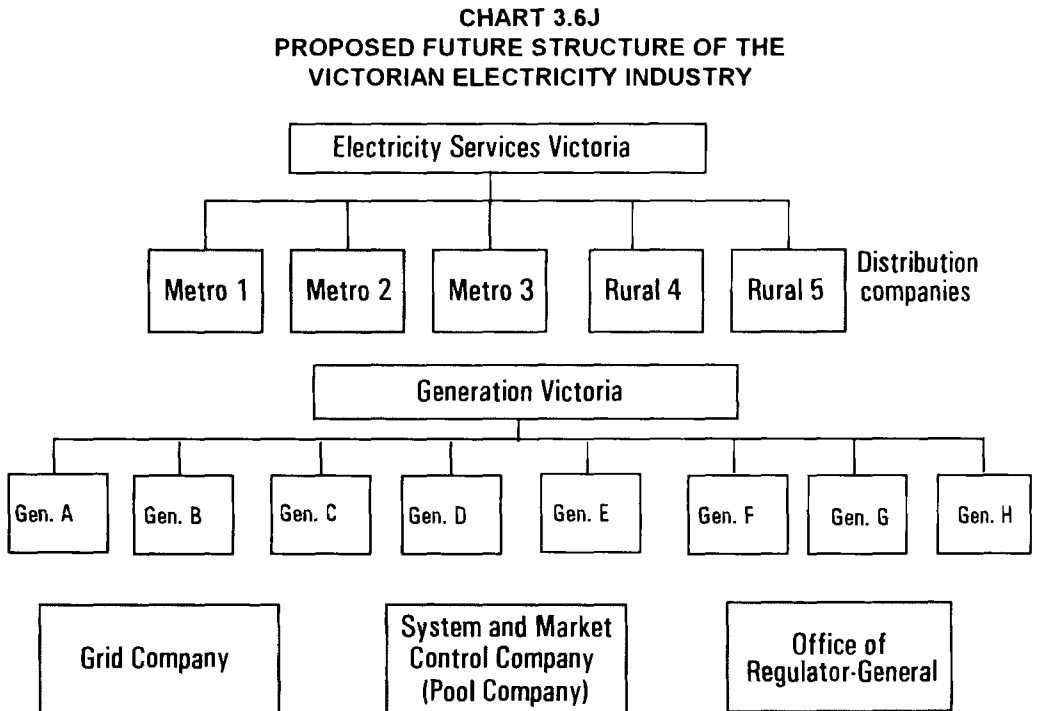 CHART 3.6J
PROPOSED FUTURE STRUCTURE OF THE
VICTORIAN ELECTRICITY INDUSTRY
Electricity Services Victoria
Metro 1
Metro 2
Metro 3
Rural 4
Rural 5
Distribution
companies
Generation Victoria
Gen. A
Gen. B
Gen. C
Gen. D
Gen. E
Gen. F
Gen. G
Gen. H
Grid Company
System and Market
Control Company
(Pool Company)
Office of
Regulator-General